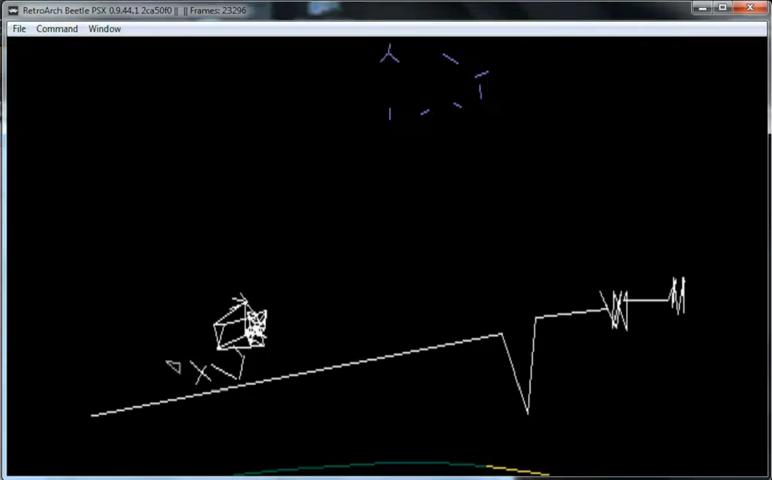 RetroArch Beetle PSX 0.9.44.1 2ca50f0 || || Frames: 23296
File Command Window